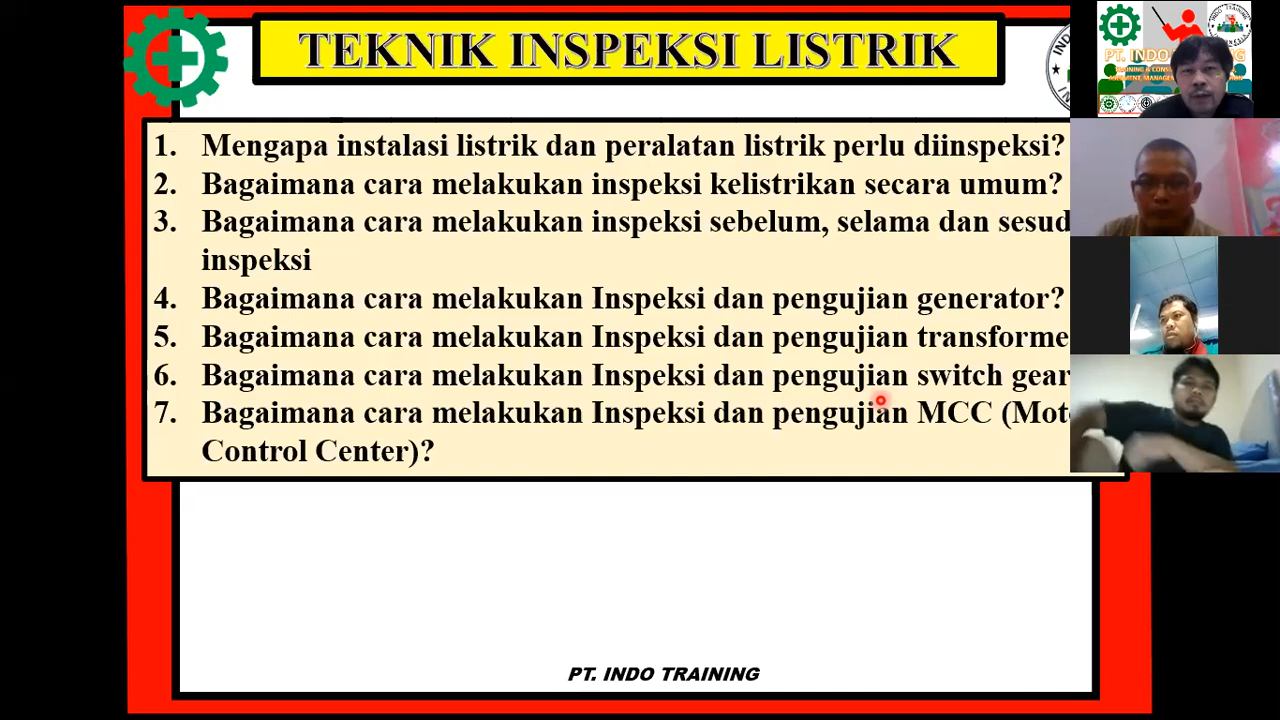 TEKNIK INSPEKSI LISTRIK
1. Mengapa instalasi listrik dan peralatan listrik perlu diinspeksi?
2. Bagaimana cara melakukan inspeksi kelistrikan secara umum?
3. Bagaimana cara melakukan inspeksi sebelum, selama dan sesud
inspeksi
4. Bagaimana cara melakukan Inspeksi dan pengujian generator?
5. Bagaimana cara melakukan Inspeksi dan pengujian transforme
6. Bagaimana cara melakukan Inspeksi dan pengujian switch gear
7. Bagaimana cara melakukan Inspeksi dan pengujian MCC (Mot
Control Center)?
PT. INDO TRAINING